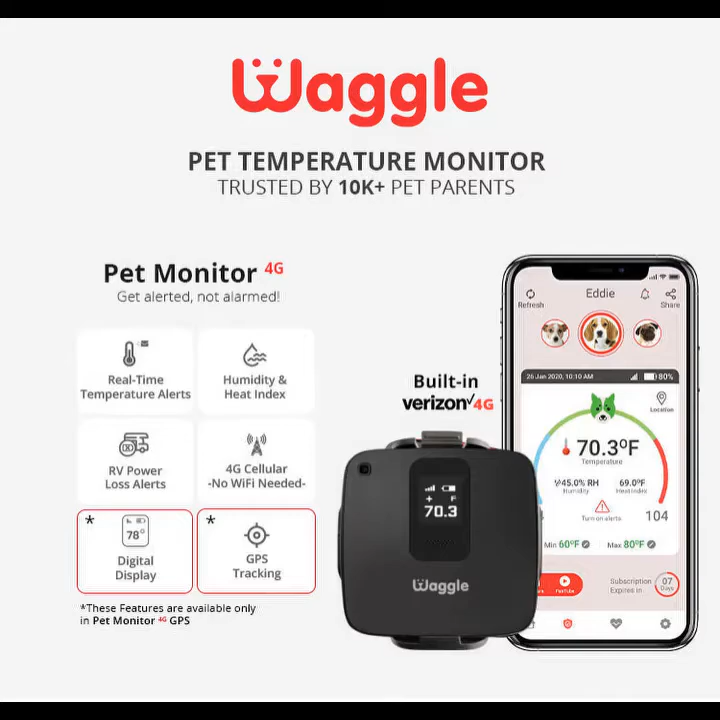 Waggle
PET TEMPERATURE MONITOR
TRUSTED BY 10K+ PET PARENTS
Pet Monitor 4G
Get alerted, not alarmed!
Real-Time
Temperature Alerts
Humidity &
Heat Index
RV Power
Loss Alerts
4G Cellular
-No WiFi Needed-
*
78°
Digital
Display
*
GPS
Tracking
*These Features are available only
in Pet Monitor 4G GPS
Built-in
verizon✓4G
+ F
70.3
Waggle
Eddie
Refresh
Share
26 Jan 2020, 10:10 AM
80%
Location
70.3°F
Temperature
45.0% RH
Humidity
69.0°F
HeatIndex
Turn on alerts
104
Min 60°F
Max 80°F
PawTube
Subscription
Expires in
07
Days